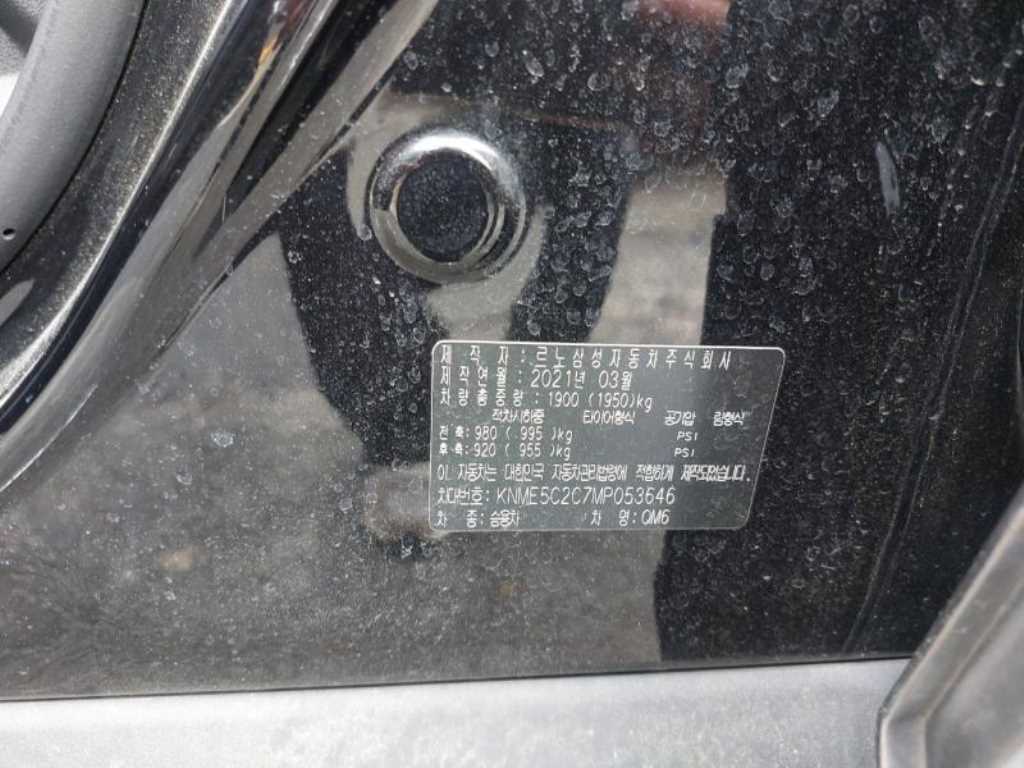 제 작 자 : 르노삼성자동차주식회사
제작연월 : 2021년 03월
차량총중량 : 1900 (1950)kg
적차시하중 타이어형식 공기압 림형식
전 축: 980 ( 995 )kg PSI
후 축: 920 ( 955 )kg PSI
이 자동차는 대한민국 자동차관리법령에 적합하게 제작되었습니다.
차대번호: KNME5C2C7MP053646
차 종: 승용차 차 명: QM6